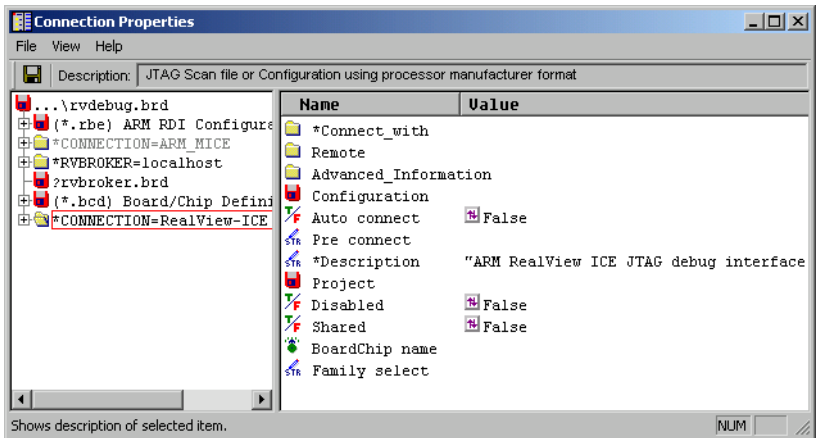 Connection Properties
File View Help
Description: JTAG Scan file or Configuration using processor manufacturer format
...\rvdebug.brd
(*.rbe) ARM RDI Configura
*CONNECTION=ARM_MICE
*RVBROKER=localhost
?rvbroker.brd
(*.bcd) Board/Chip Defini
*CONNECTION=RealView-ICE
Name Value
*Connect_with
Remote
Advanced_Information
Configuration
T/F Auto connect False
STR Pre connect
STR *Description "ARM RealView ICE JTAG debug interface
Project
T/F Disabled False
T/F Shared False
BoardChip name
STR Family select
Shows description of selected item. NUM